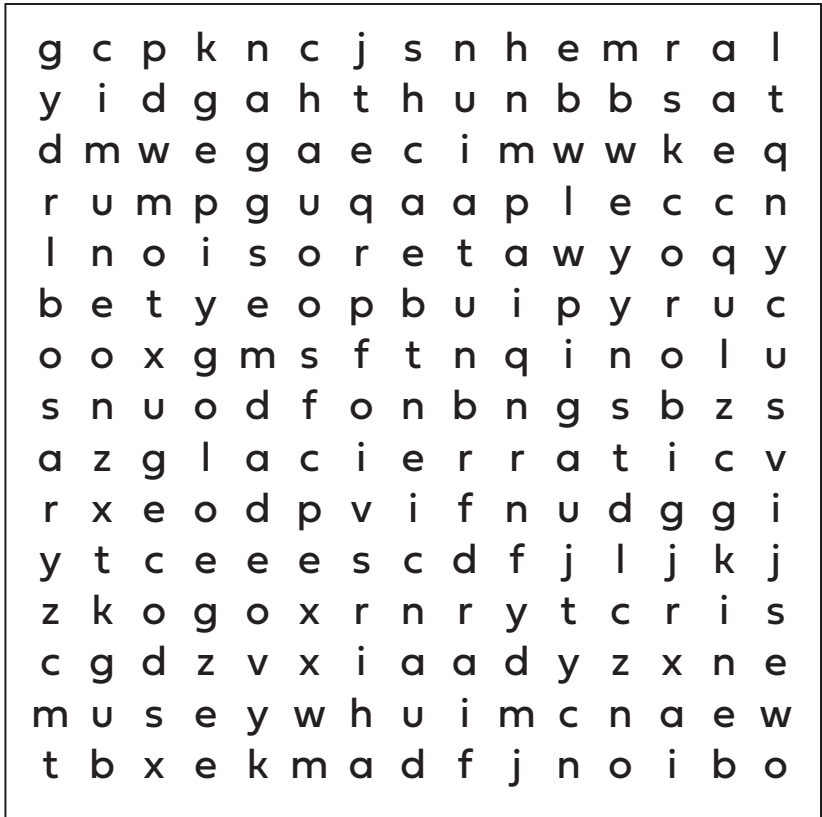 g c p k n c j s n h e m r a l
y i d g a h t h u n b b s a t
d m w e g a e c i m w w k e q
r u m p g u q a a p l e c c n
l n o i s o r e t a w y o q y
b e t y e o p b u i p y r u c
o o x g m s f t n q i n o l u
s n u o d f o n b n g s b z s
a z g l a c i e r r a t i c v
r x e o d p v i f n u d g g i
y t c e e e s c d f j l j k j
z k o g o x r n r y t c r i s
c g d z v x i a a d y z x n e
m u s e y w h u i m c n a e w
t b x e k m a d f j n o i b o